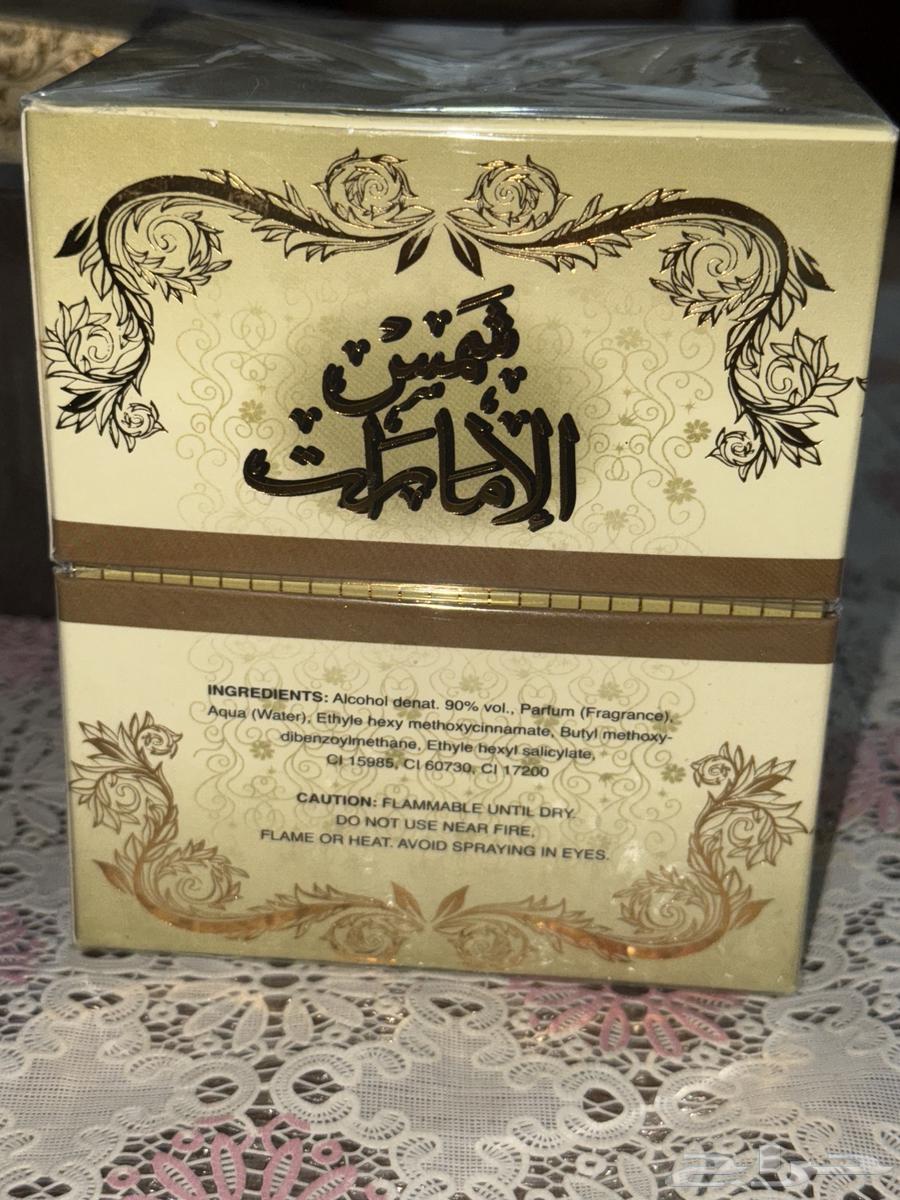 شمس
الإمارات
INGREDIENTS: Alcohol denat. 90% vol., Parfum (Fragrance),
Aqua (Water), Ethyle hexy methoxycinnamate, Butyl methoxy-
dibenzoylmethane, Ethyle hexyl salicylate,
CI 15985, CI 60730, CI 17200
CAUTION: FLAMMABLE UNTIL DRY.
DO NOT USE NEAR FIRE,
FLAME OR HEAT. AVOID SPRAYING IN EYES.
حراج